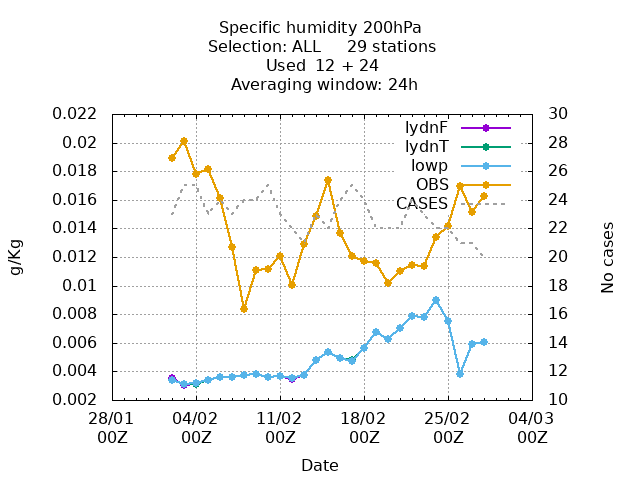 Specific humidity 200hPa
Selection: ALL 29 stations
Used 12 + 24
Averaging window: 24h
0.022
0.02
0.018
0.016
0.014
0.012
0.01
0.008
0.006
0.004
0.002
g/Kg
30
28
26
24
22
20
18
16
14
12
10
No cases
lydnF
lydnT
lowp
OBS
CASES
28/01 04/02 11/02 18/02 25/02 04/03
00Z 00Z 00Z 00Z 00Z 00Z
Date